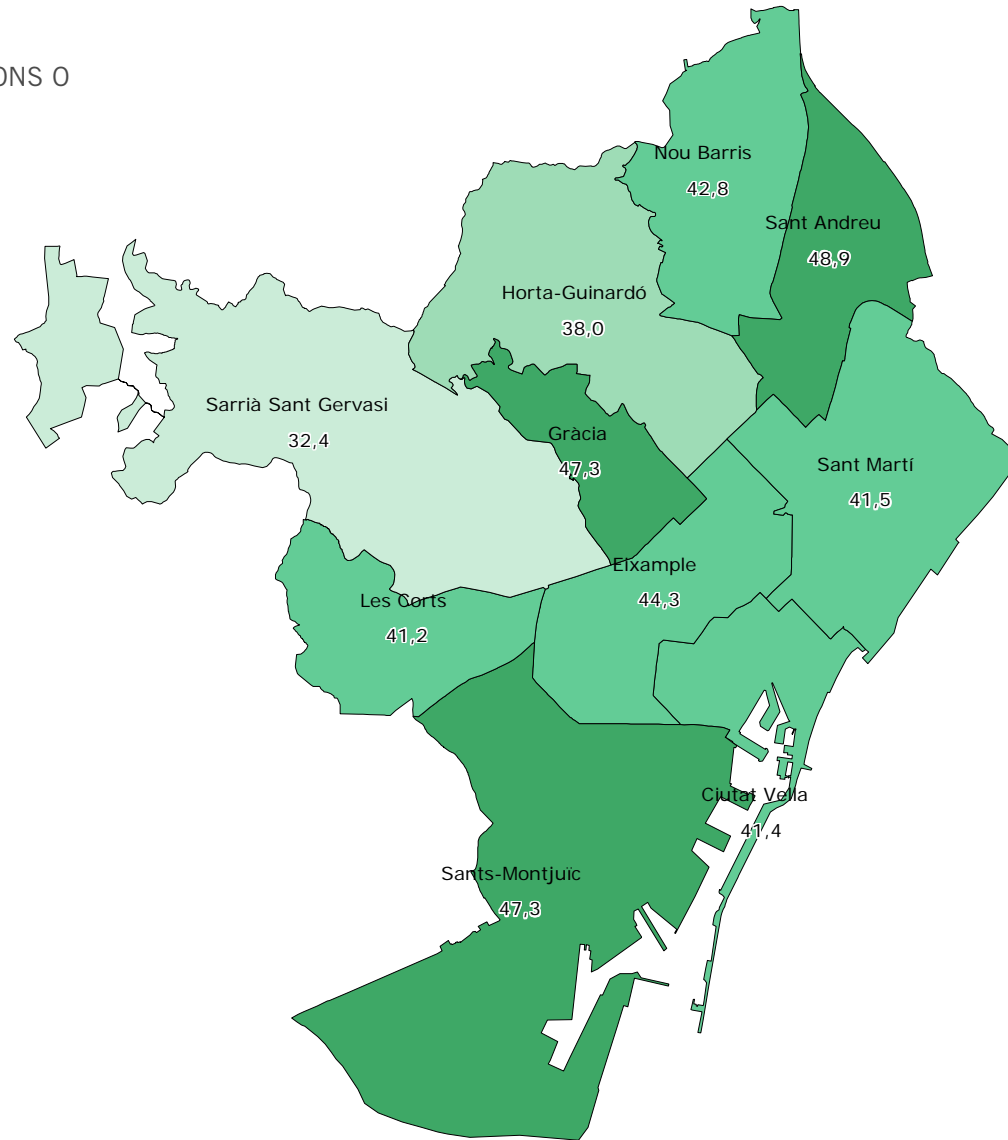 ONS O
Nou Barris
42,8
Sant Andreu
48,9
Horta-Guinardó
38,0
Sarrià Sant Gervasi
32,4
Gràcia
47,3
Sant Martí
41,5
Eixample
44,3
Les Corts
41,2
Ciutat Vella
41,4
Sants-Montjuïc
47,3